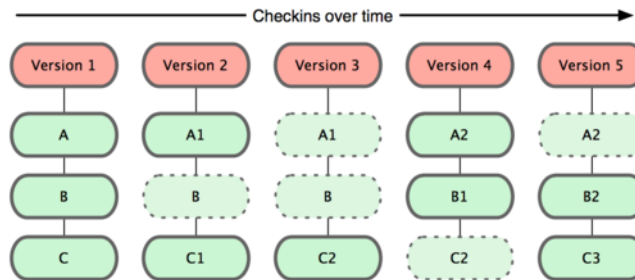 Checkins over time
Version 1 Version 2 Version 3 Version 4 Version 5
A A1 A1 A2 A2
B B B B1 B2
C C1 C2 C2 C3